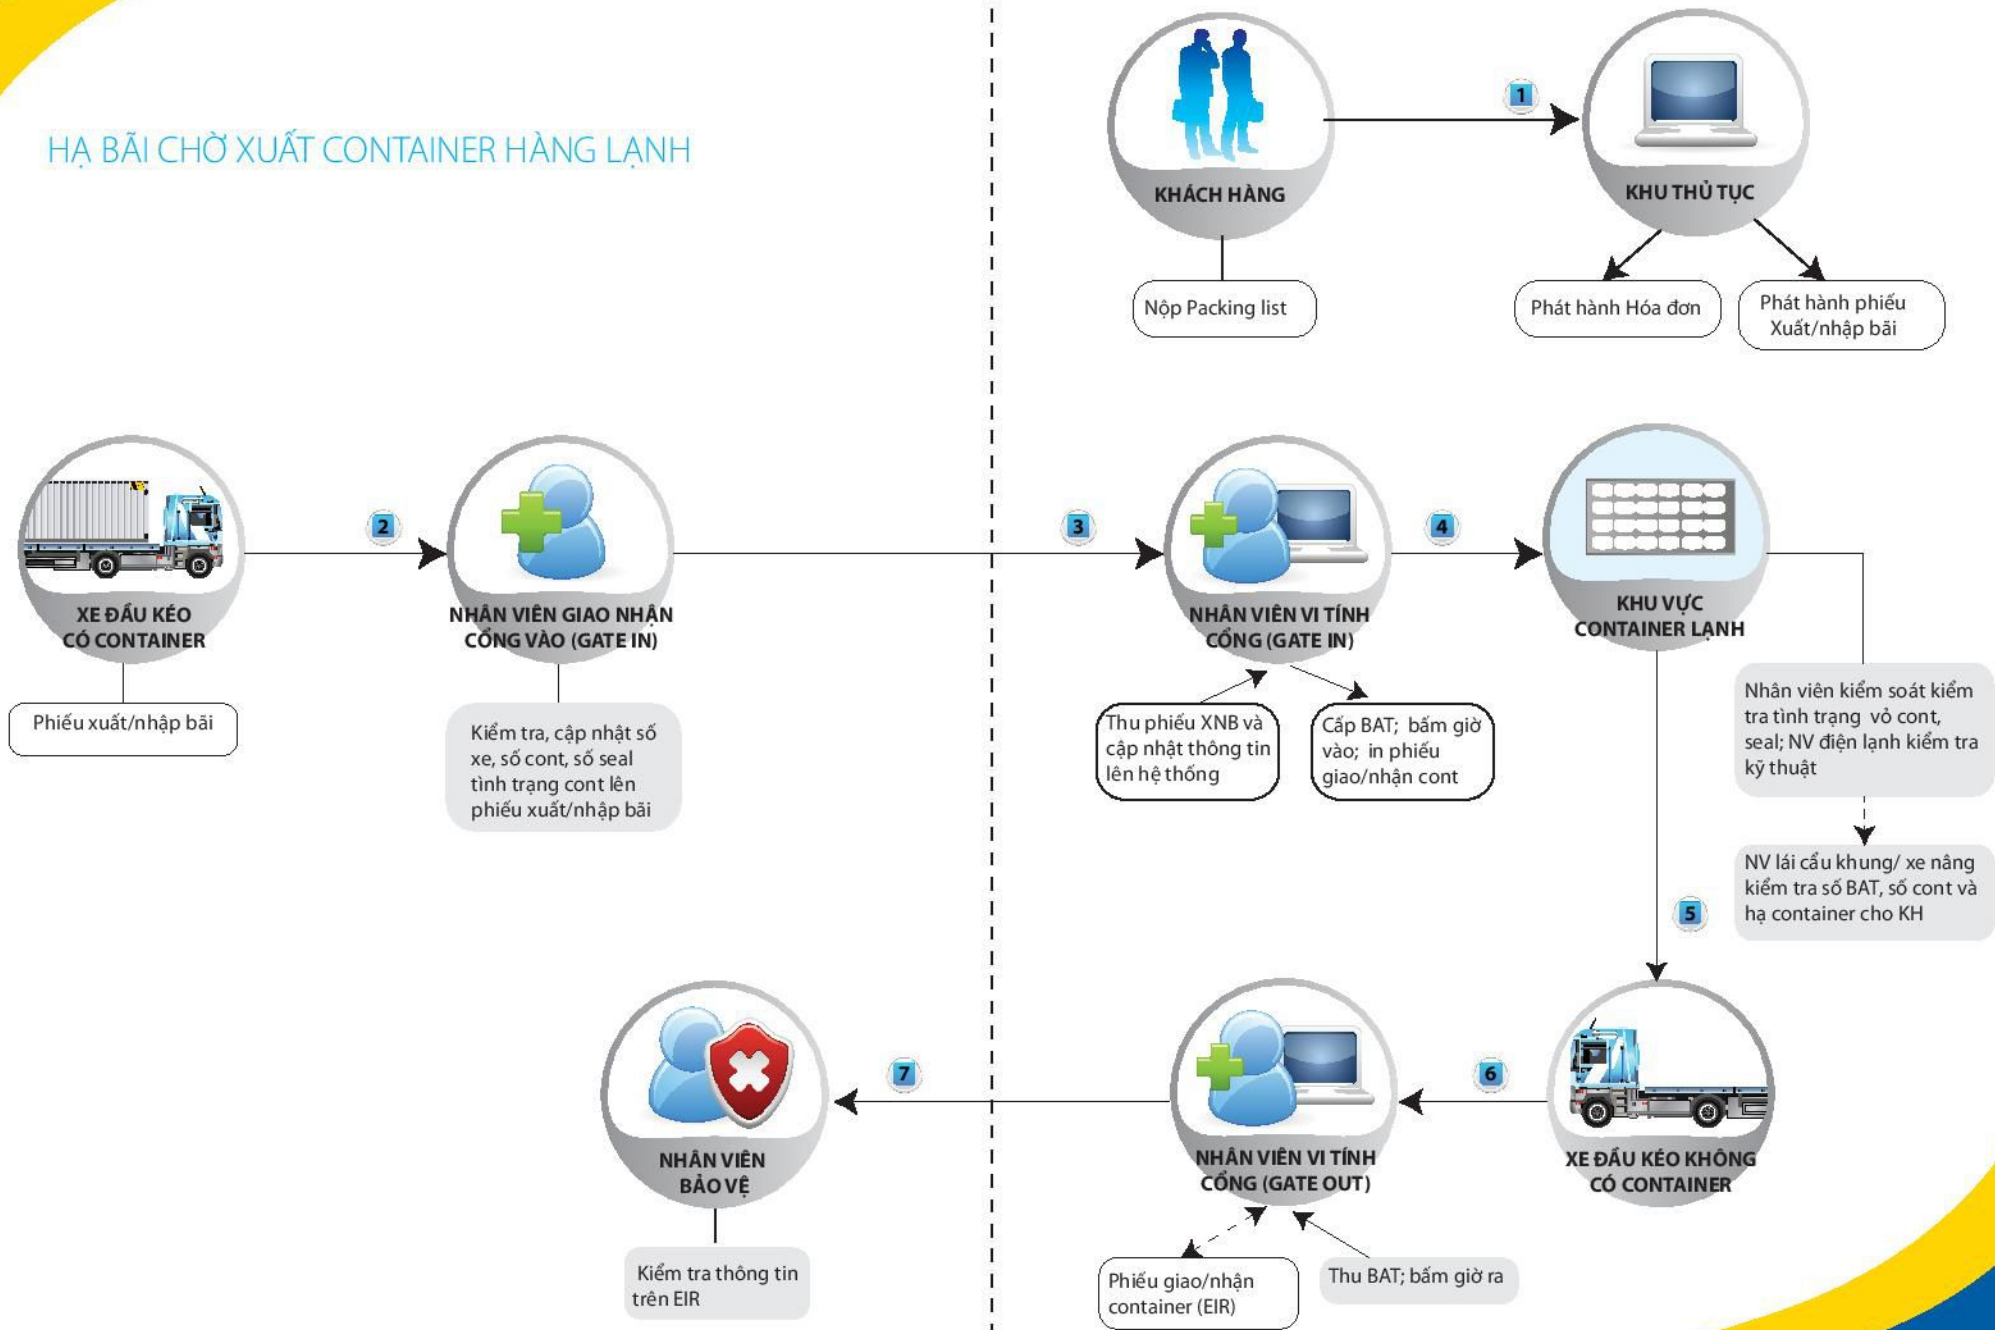 HẠ BÃI CHỜ XUẤT CONTAINER HÀNG LẠNH
1
KHÁCH HÀNG
KHU THỦ TỤC
Nộp Packing list
Phát hành Hóa đơn
Phát hành phiếu
Xuất/nhập bãi
2
3
4
XE ĐẦU KÉO
CÓ CONTAINER
NHÂN VIÊN GIAO NHẬN
CỔNG VÀO (GATE IN)
NHÂN VIÊN VI TÍNH
CỔNG (GATE IN)
KHU VỰC
CONTAINER LẠNH
Phiếu xuất/nhập bãi
Kiểm tra, cập nhật số
xe, số cont, số seal
tình trạng cont lên
phiếu xuất/nhập bãi
Thu phiếu XNB và
cập nhật thông tin
lên hệ thống
Cấp BAT; bấm giờ
vào; in phiếu
giao/nhận cont
Nhân viên kiểm soát kiểm
tra tình trạng vỏ cont,
seal; NV điện lạnh kiểm tra
kỹ thuật
NV lái cẩu khung/ xe nâng
kiểm tra số BAT, số cont và
hạ container cho KH
5
7
6
NHÂN VIÊN
BẢO VỆ
NHÂN VIÊN VI TÍNH
CỔNG (GATE OUT)
XE ĐẦU KÉO KHÔNG
CÓ CONTAINER
Kiểm tra thông tin
trên EIR
Phiếu giao/nhận
container (EIR)
Thu BAT; bấm giờ ra